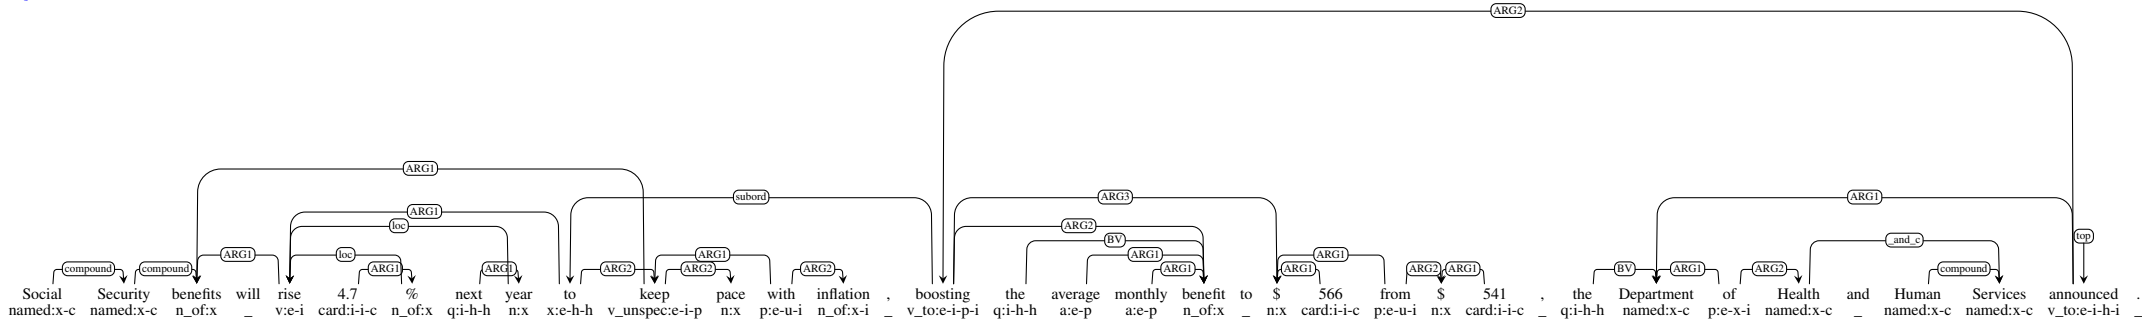 ARG2
ARG1
subord ARG3 ARG1
ARG1
loc ARG2
top
BV _and_c
ARG1 loc ARG1 ARG1 ARG1
compound compound ARG1 ARG1 ARG2 ARG2 ARG2 ARG1 ARG1 ARG2 ARG1 BV ARG1 ARG2 compound
Social Security benefits will rise 4.7 % next year to keep pace with inflation , boosting the average monthly benefit to $ 566 from $ 541 , the Department of Health and Human Services announced .
named:x-c named:x-c n_of:x _ v:e-i card:i-i-c n_of:x q:i-h-h n:x x:e-h-h v_unspec:e-i-p n:x p:e-u-i n_of:x-i _ v_to:e-i-p-i q:i-h-h a:e-p a:e-p n_of:x _ n:x card:i-i-c p:e-u-i n:x card:i-i-c _ q:i-h-h named:x-c p:e-x-i named:x-c _ named:x-c named:x-c v_to:e-i-h-i _